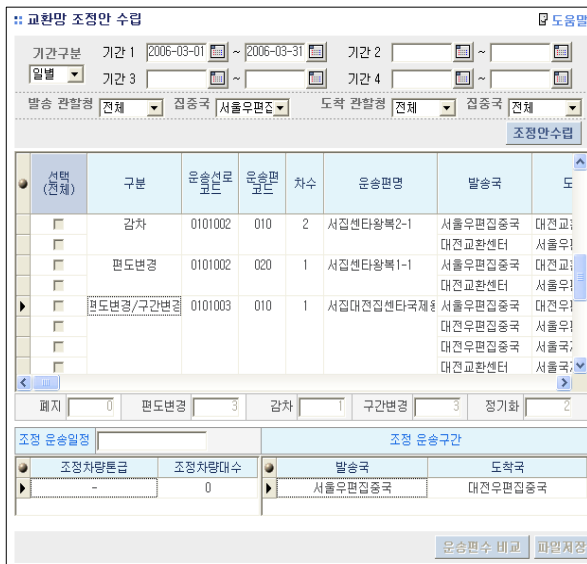 :: 교환망 조정안 수립 도움말
기간구분 기간 1 2006-03-01 ~ 2006-03-31 기간 2 ~
일별 기간 3 ~ 기간 4 ~
발송 관할청 전체 집중국 서울우편집 도착 관할청 전체 집중국 전체
조정안수립
선택 (전체) 구분 운송선로 코드 운송편 코드 차수 운송편명 발송국 도
감차 0101002 010 2 서집센타왕복2-1 서울우편집중국 대전교환
대전교환센터 서울우편
편도변경 0101002 020 1 서집센타왕복1-1 서울우편집중국 대전교환
대전교환센터 서울우편
편도변경/구간변경 0101003 010 1 서집대전집센타국제왕 서울우편집중국 대전우편
대전우편집중국 서울우편
대전우편집중국 서울국제
대전교환센터 서울국제
폐지 0 편도변경 3 감차 1 구간변경 3 정기화 2
조정 운송일정 조정 운송구간
조정차량톤급 조정차량대수 발송국 도착국
- 0 서울우편집중국 대전우편집중국
운송편수 비교 파일저장